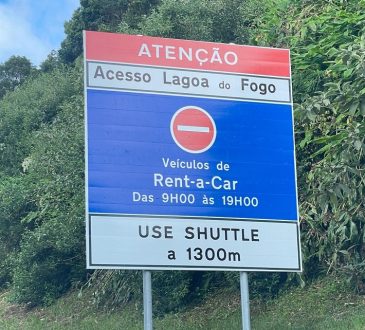 ATENÇÃO
Acesso Lagoa do Fogo
Veículos de
Rent-a-Car
Das 9H00 às 19H00
USE SHUTTLE
a 1300m